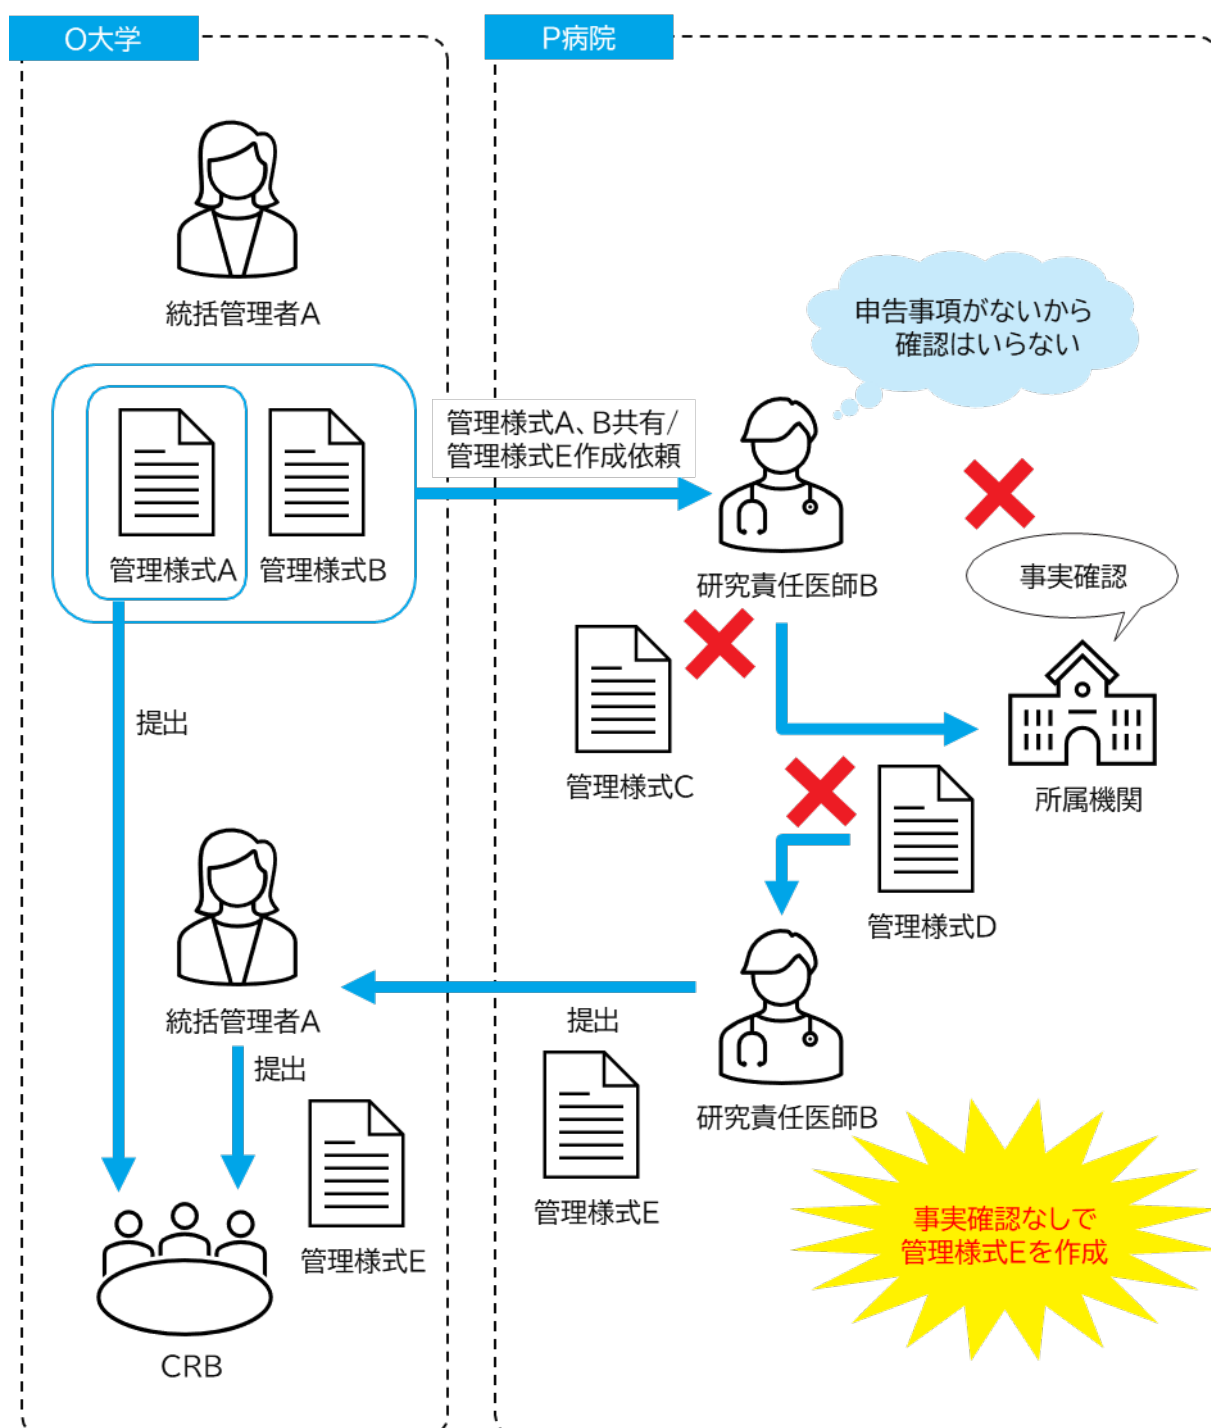 O大学
P病院
統括管理者A
申告事項がないから
確認はいらない
管理様式A、B共有/
管理様式E作成依頼
管理様式A
管理様式B
研究責任医師B
事実確認
提出
管理様式C
所属機関
管理様式D
統括管理者A
提出
提出
研究責任医師B
管理様式E
管理様式E
事実確認なしで
管理様式Eを作成
CRB